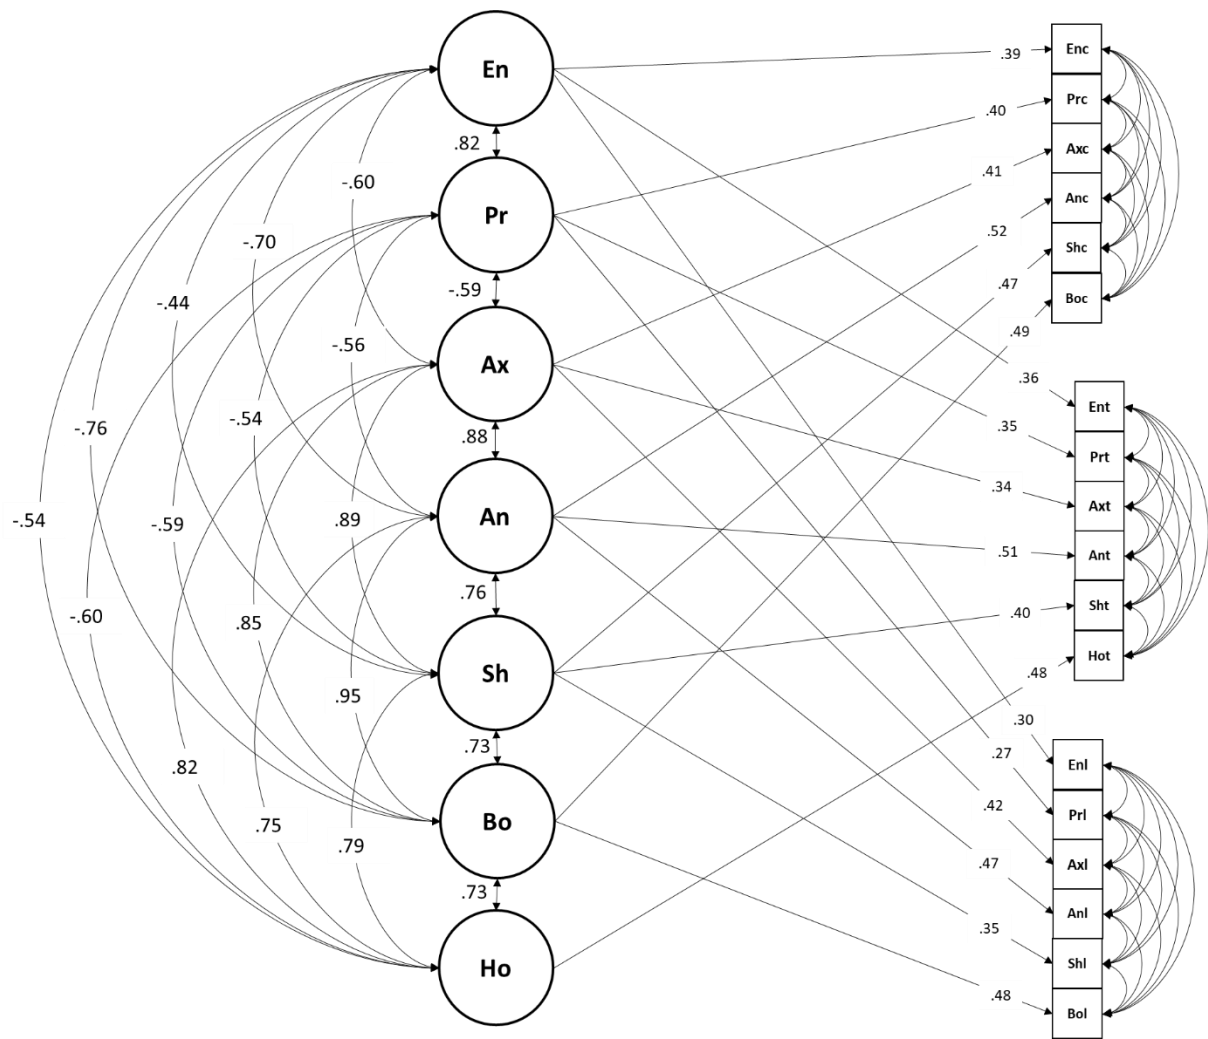 En
Enc
.39
.82
Prc
.40
-.60
Axc
.41
Pr
Anc
.52
-.70
Shc
.47
-.59
Boc
-.44
.49
-.56
Ax
.36
Ent
-.54
.35
-.76
.88
Prt
.34
Axt
An
-.54
-.59
.89
.51
Ant
.76
Sht
.40
-.60
.85
Hot
Sh
.48
.95
.30
.73
.27
Enl
.82
.42
Prl
Bo
.75
.79
.47
Axl
.73
Anl
.35
Ho
Shl
.48
Bol